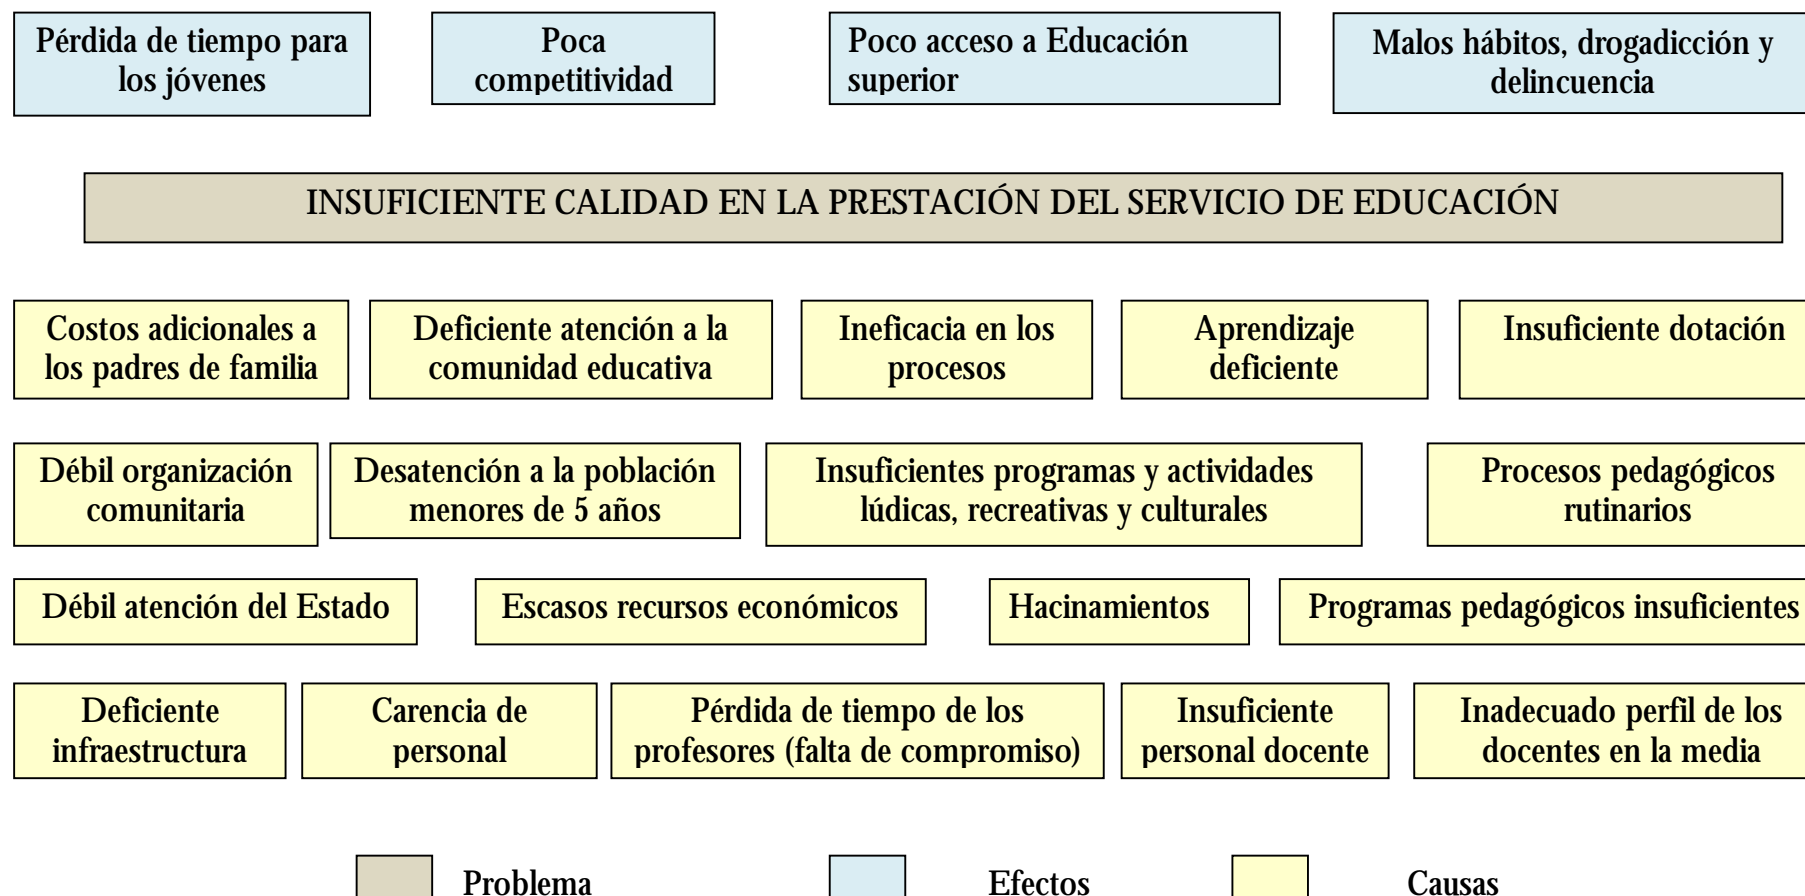 Pérdida de tiempo para
los jóvenes
Poca
competitividad
Poco acceso a Educación
superior
Malos hábitos, drogadicción y
delincuencia
INSUFICIENTE CALIDAD EN LA PRESTACIÓN DEL SERVICIO DE EDUCACIÓN
Costos adicionales a
los padres de familia
Deficiente atención a la
comunidad educativa
Ineficacia en los
procesos
Aprendizaje
deficiente
Insuficiente dotación
Débil organización
comunitaria
Desatención a la población
menores de 5 años
Insuficientes programas y actividades
lúdicas, recreativas y culturales
Procesos pedagógicos
rutinarios
Débil atención del Estado
Escasos recursos económicos
Hacinamientos
Programas pedagógicos insuficientes
Deficiente
infraestructura
Carencia de
personal
Pérdida de tiempo de los
profesores (falta de compromiso)
Insuficiente
personal docente
Inadecuado perfil de los
docentes en la media
Problema
Efectos
Causas